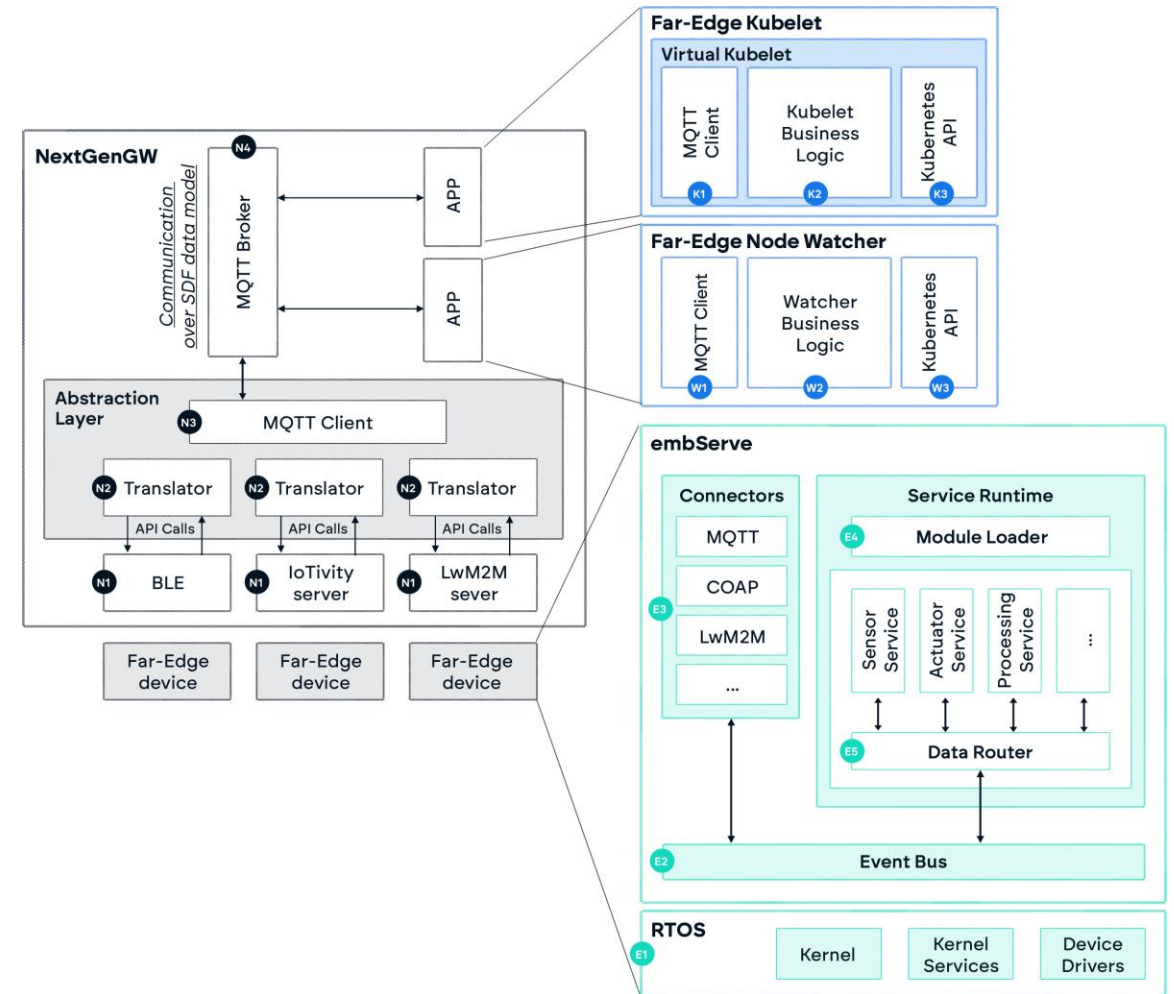 NextGenGW
N4
MQTT Broker
Communication
over SDF data model
APP
APP
Abstraction
Layer
N3
MQTT Client
N2
Translator
N2
Translator
N2
Translator
API Calls
API Calls
API Calls
N1
BLE
N1
IoTivity
server
N1
LwM2M
sever
Far-Edge
device
Far-Edge
device
Far-Edge
device
Far-Edge Kubelet
Virtual Kubelet
MQTT
Client
K1
Kubelet
Business
Logic
K2
Kubernetes
API
K3
Far-Edge Node Watcher
MQTT Client
W1
Watcher
Business
Logic
W2
Kubernetes
API
W3
embServe
Connectors
MQTT
COAP
E3
LwM2M
...
Service Runtime
E4
Module Loader
Sensor
Service
Actuator
Service
Processing
Service
...
E5
Data Router
E2
Event Bus
RTOS
E1
Kernel
Kernel
Services
Device
Drivers